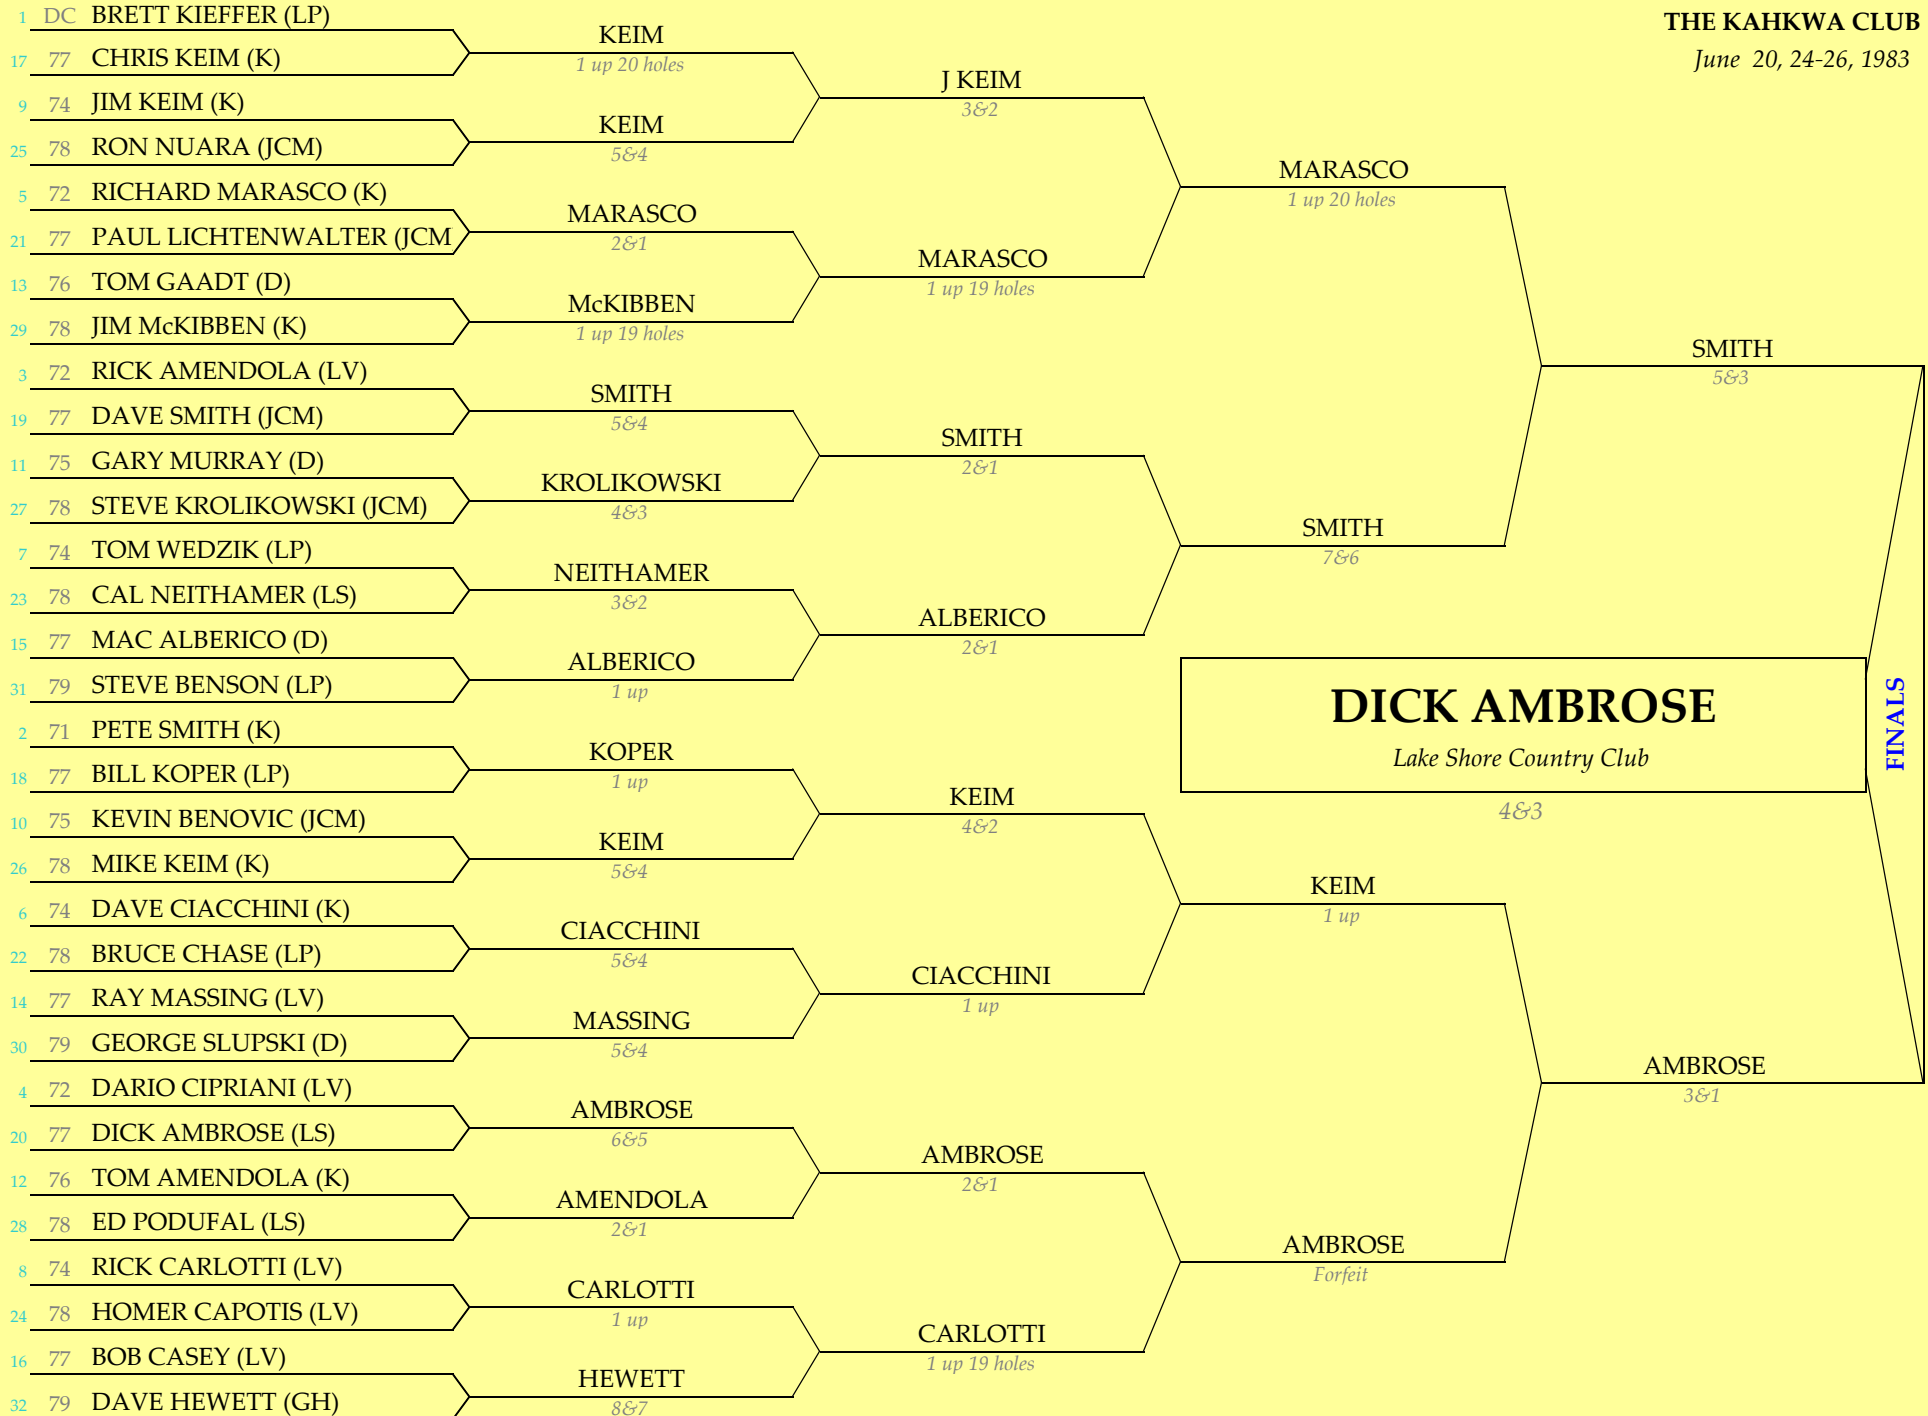 THE KAHKWA CLUB
June 20, 24-26, 1983
1 DC BRETT KIEFFER (LP)
17 77 CHRIS KEIM (K)
9 74 JIM KEIM (K)
25 78 RON NUARA (JCM)
5 72 RICHARD MARASCO (K)
21 77 PAUL LICHTENWALTER (JCM
13 76 TOM GAADT (D)
29 78 JIM McKIBBEN (K)
3 72 RICK AMENDOLA (LV)
19 77 DAVE SMITH (JCM)
11 75 GARY MURRAY (D)
27 78 STEVE KROLIKOWSKI (JCM)
7 74 TOM WEDZIK (LP)
23 78 CAL NEITHAMER (LS)
15 77 MAC ALBERICO (D)
31 79 STEVE BENSON (LP)
2 71 PETE SMITH (K)
18 77 BILL KOPER (LP)
10 75 KEVIN BENOVIC (JCM)
26 78 MIKE KEIM (K)
6 74 DAVE CIACCHINI (K)
22 78 BRUCE CHASE (LP)
14 77 RAY MASSING (LV)
30 79 GEORGE SLUPSKI (D)
4 72 DARIO CIPRIANI (LV)
20 77 DICK AMBROSE (LS)
12 76 TOM AMENDOLA (K)
28 78 ED PODUFAL (LS)
8 74 RICK CARLOTTI (LV)
24 78 HOMER CAPOTIS (LV)
16 77 BOB CASEY (LV)
32 79 DAVE HEWETT (GH)
KEIM
1 up 20 holes
KEIM
5&4
MARASCO
2&1
McKIBBEN
1 up 19 holes
SMITH
5&4
KROLIKOWSKI
4&3
NEITHAMER
3&2
ALBERICO
1 up
KOPER
1 up
KEIM
5&4
CIACCHINI
5&4
MASSING
5&4
AMBROSE
6&5
AMENDOLA
2&1
CARLOTTI
1 up
HEWETT
8&7
J KEIM
3&2
MARASCO
1 up 19 holes
SMITH
2&1
ALBERICO
2&1
KEIM
4&2
CIACCHINI
1 up
AMBROSE
2&1
CARLOTTI
1 up 19 holes
MARASCO
1 up 20 holes
SMITH
7&6
KEIM
1 up
AMBROSE
Forfeit
SMITH
5&3
AMBROSE
3&1
DICK AMBROSE
Lake Shore Country Club
4&3
FINALS